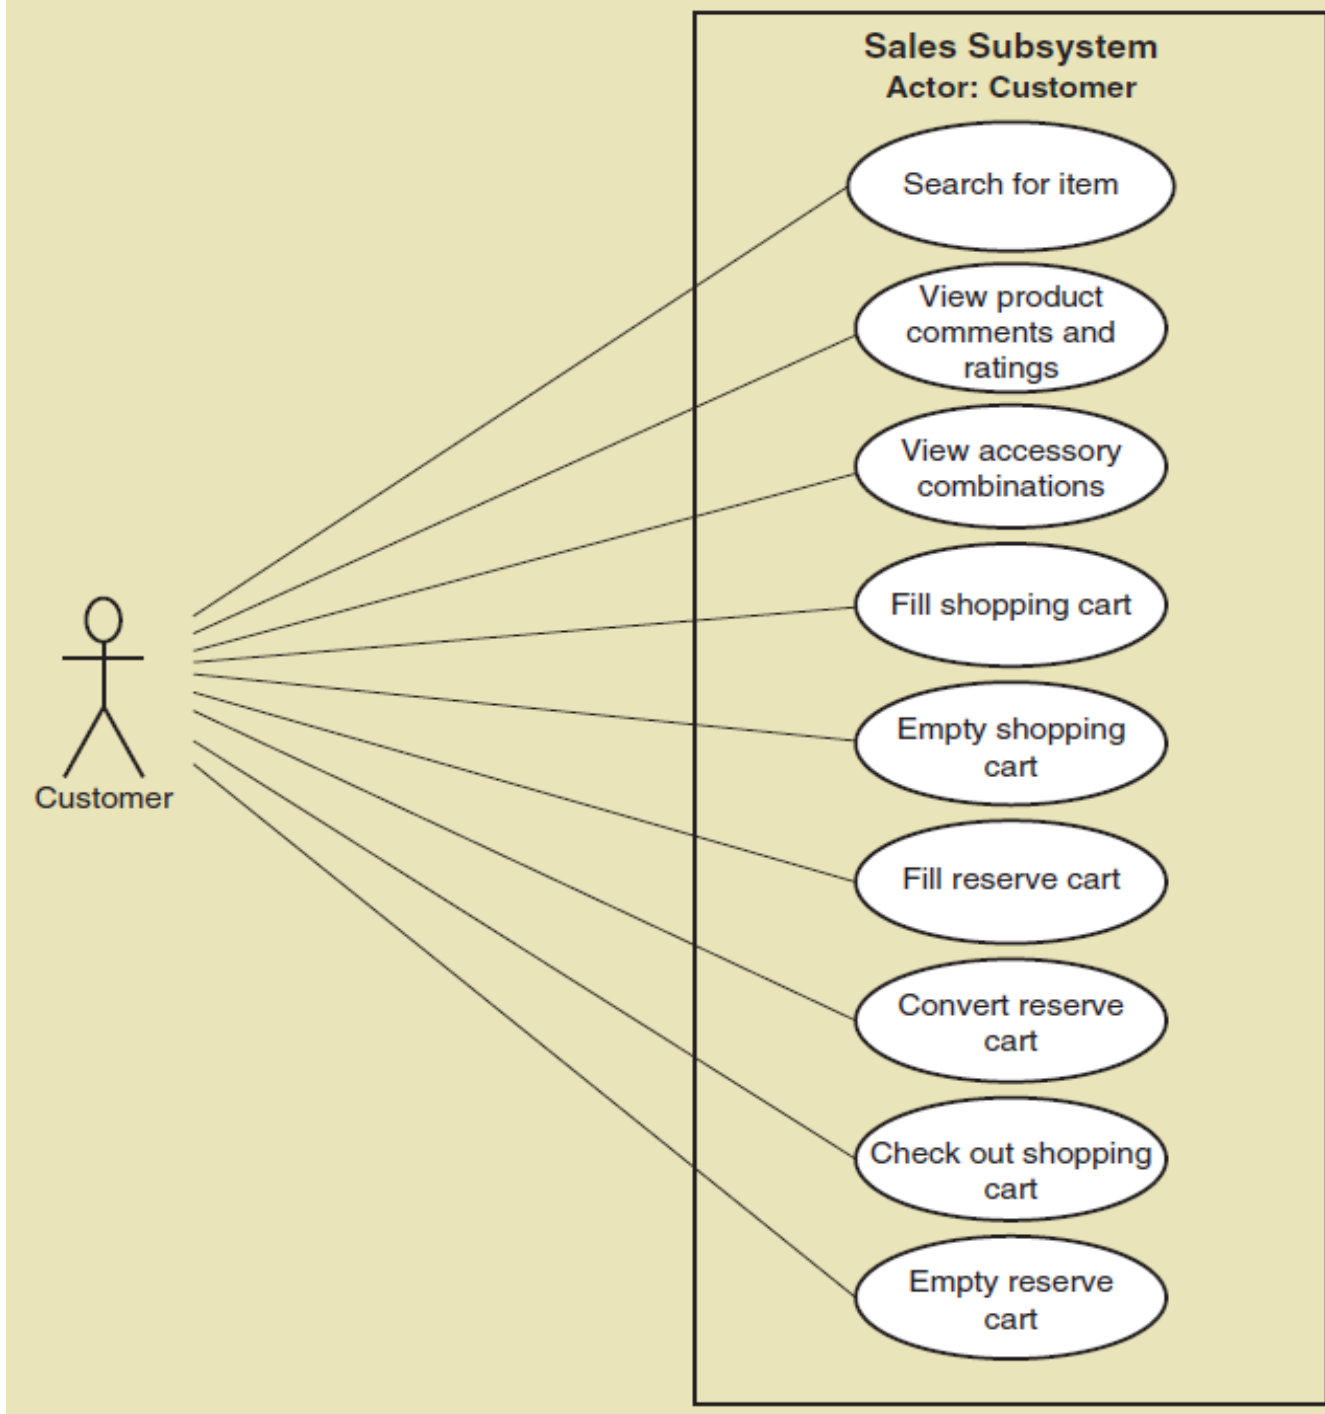 Sales Subsystem
Actor: Customer
Search for item
View product
comments and
ratings
View accessory
combinations
Fill shopping cart
Empty shopping
cart
Fill reserve cart
Convert reserve
cart
Check out shopping
cart
Empty reserve
cart
Customer